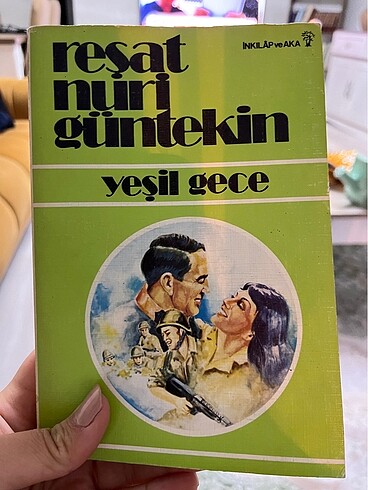 reşat
nuri
güntekin
İNKILÂP ve AKA
yeşil gece